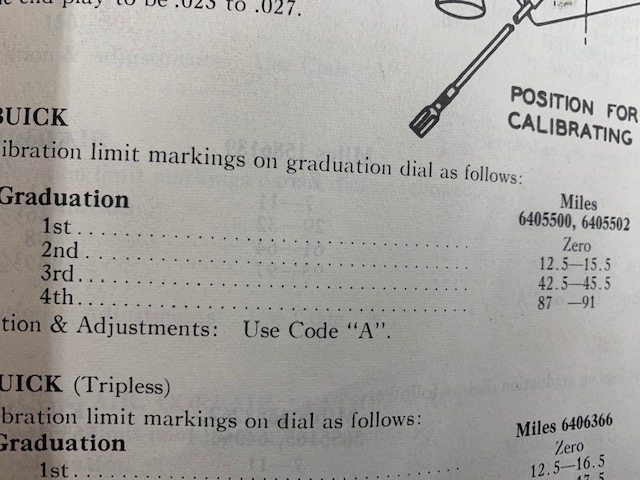 end play to be .023 to .027.
POSITION FOR
CALIBRATING
BUICK
ibration limit markings on graduation dial as follows:
Graduation
Miles
6405500, 6405502
1st Zero
2nd 12.5—15.5
3rd 42.5—45.5
4th 87 —91
tion & Adjustments: Use Code “A”.
UICK (Tripless)
bration limit markings on dial as follows:
Graduation Miles 6406366
1st Zero
12.5—16.5